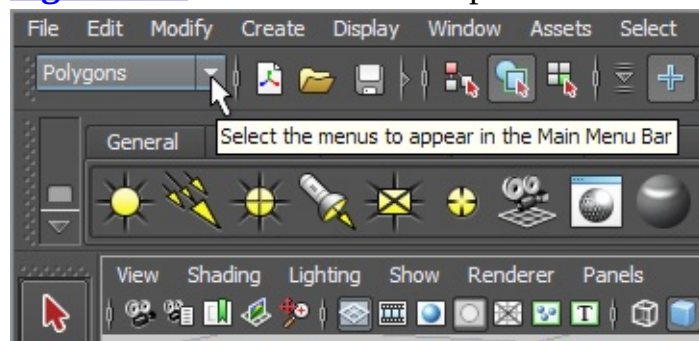 File Edit Modify Create Display Window Assets Select
Polygons
Select the menus to appear in the Main Menu Bar
General
View Shading Lighting Show Renderer Panels
T